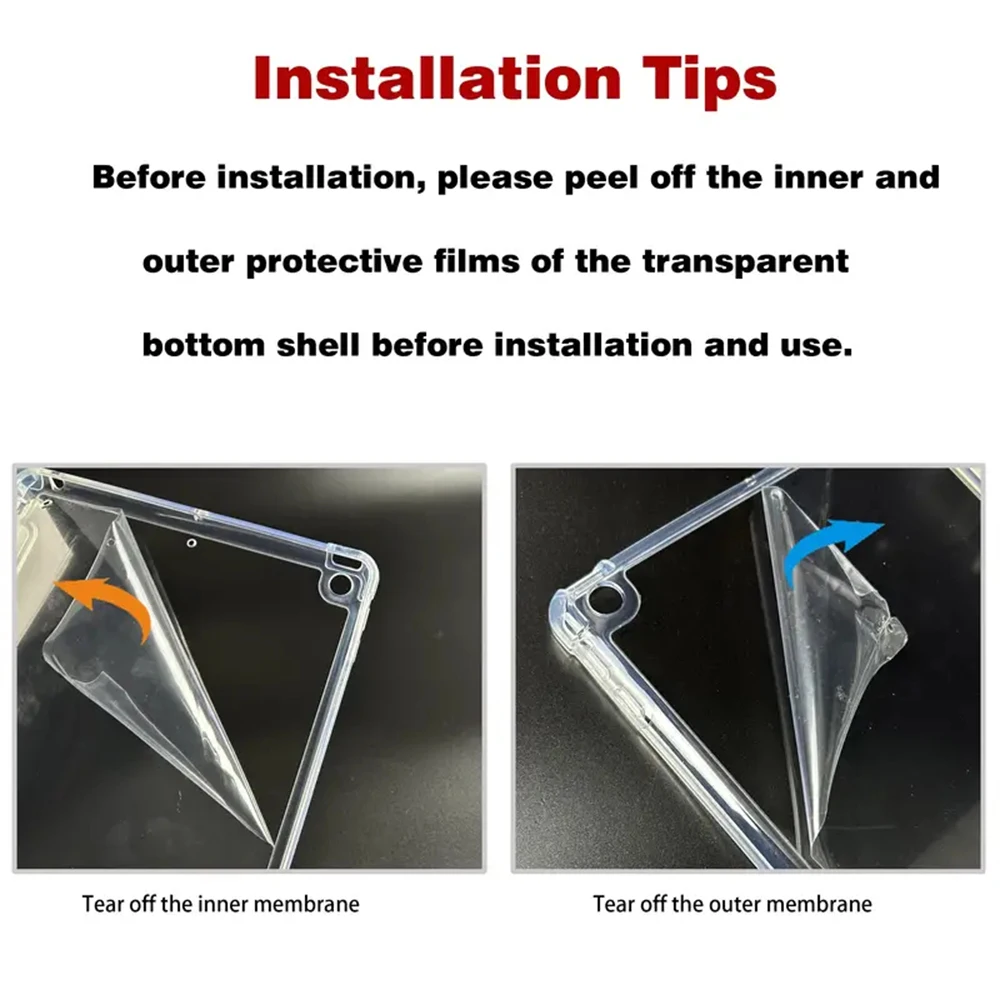 Installation Tips
Before installation, please peel off the inner and
outer protective films of the transparent
bottom shell before installation and use.
Tear off the inner membrane
Tear off the outer membrane